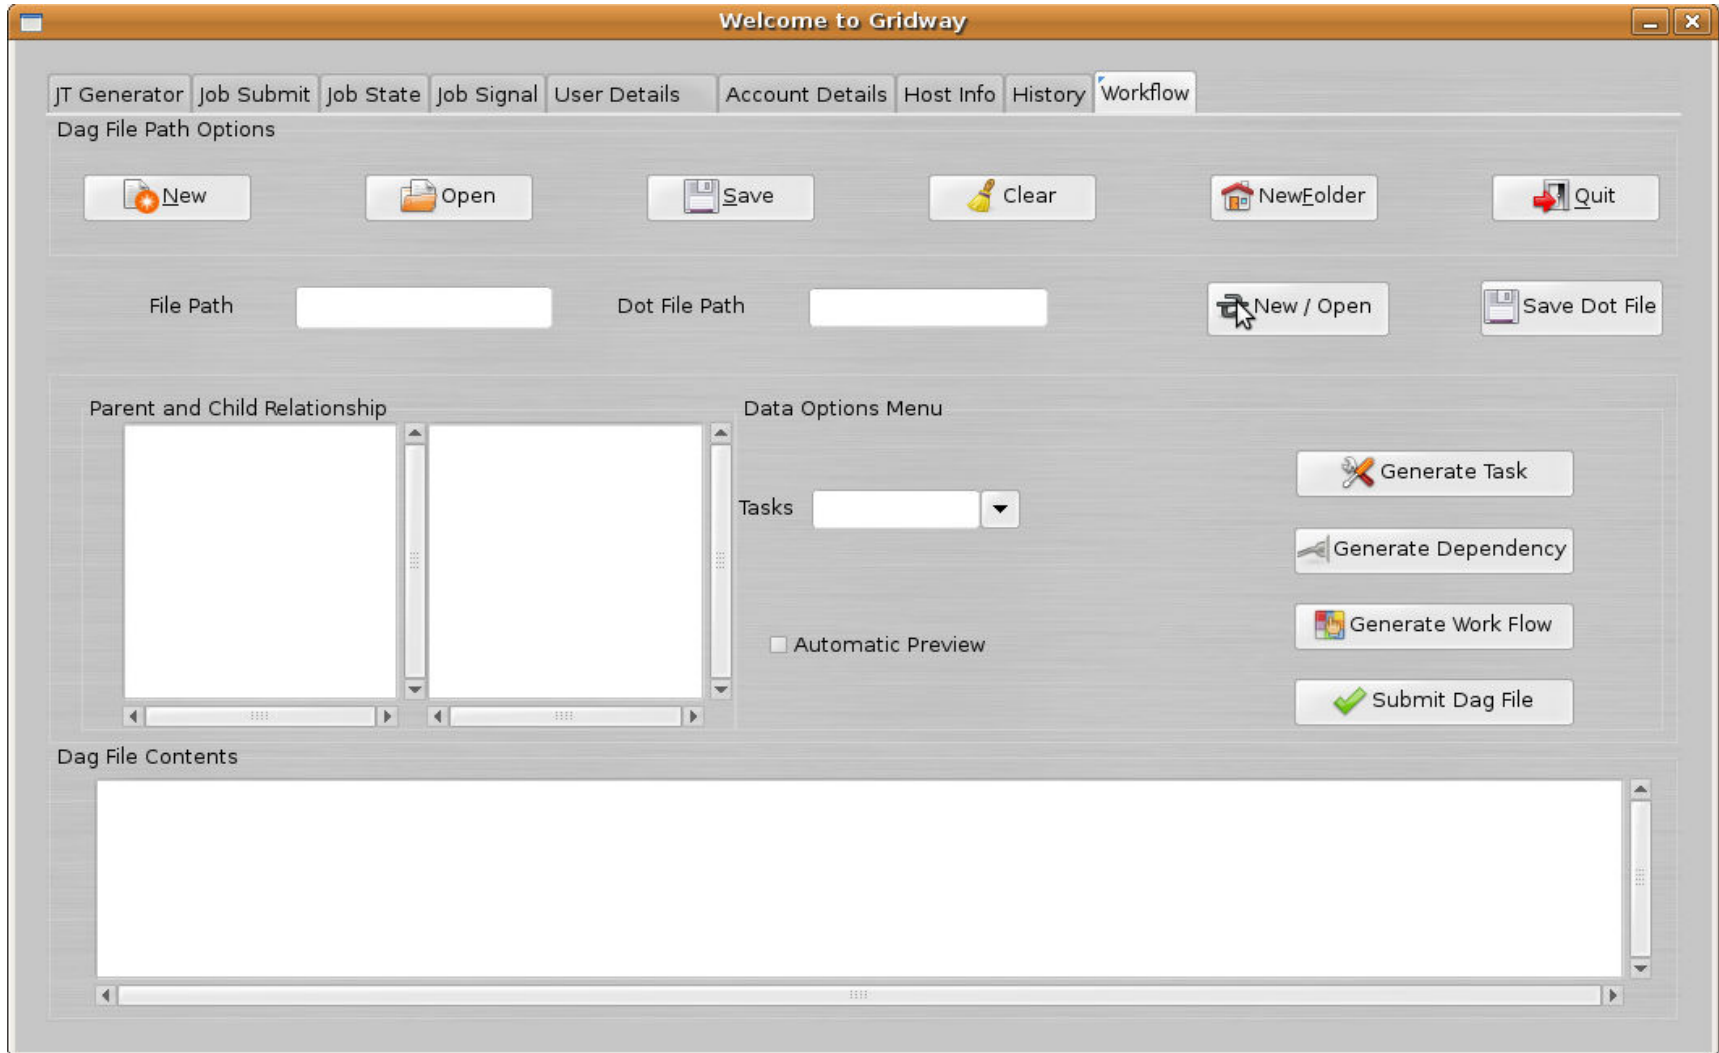 Welcome to Gridway
JT Generator Job Submit Job State Job Signal User Details Account Details Host Info History Workflow
Dag File Path Options
New Open Save Clear NewFolder Quit
File Path Dot File Path New / Open Save Dot File
Parent and Child Relationship Data Options Menu
Generate Task
Tasks
Generate Dependency
Generate Work Flow
Automatic Preview
Submit Dag File
Dag File Contents